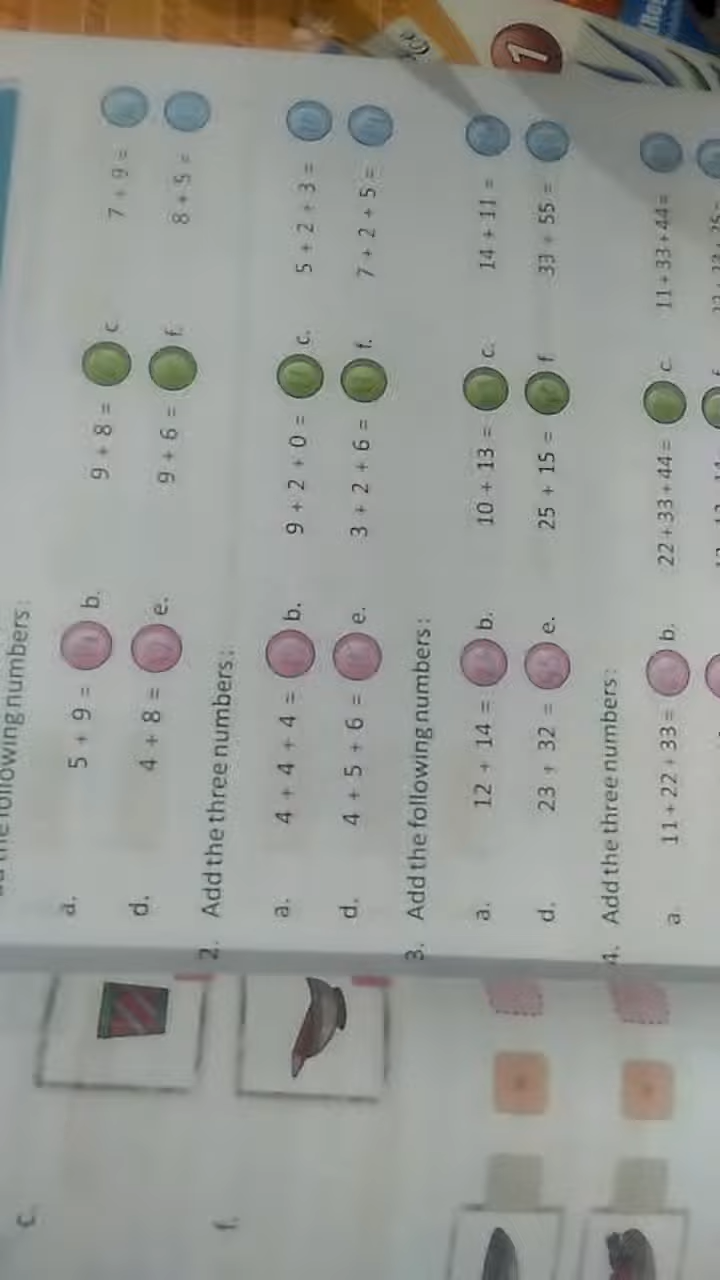 the following numbers :
a. 5 + 9 = b. 9 + 8 = c. 7 + 9 =
d. 4 + 8 = e. 9 + 6 = f. 8 + 5 =
2. Add the three numbers :
a. 4 + 4 + 4 = b. 9 + 2 + 0 = c. 5 + 2 + 3 =
d. 4 + 5 + 6 = e. 3 + 2 + 6 = f. 7 + 2 + 5 =
3. Add the following numbers :
a. 12 + 14 = b. 10 + 13 = c. 14 + 11 =
d. 23 + 32 = e. 25 + 15 = f 33 + 55 =
4. Add the three numbers :
a. 11 + 22 + 33 = b. 22 + 33 + 44 = c. 11 + 33 + 44 =
c.
f.
1